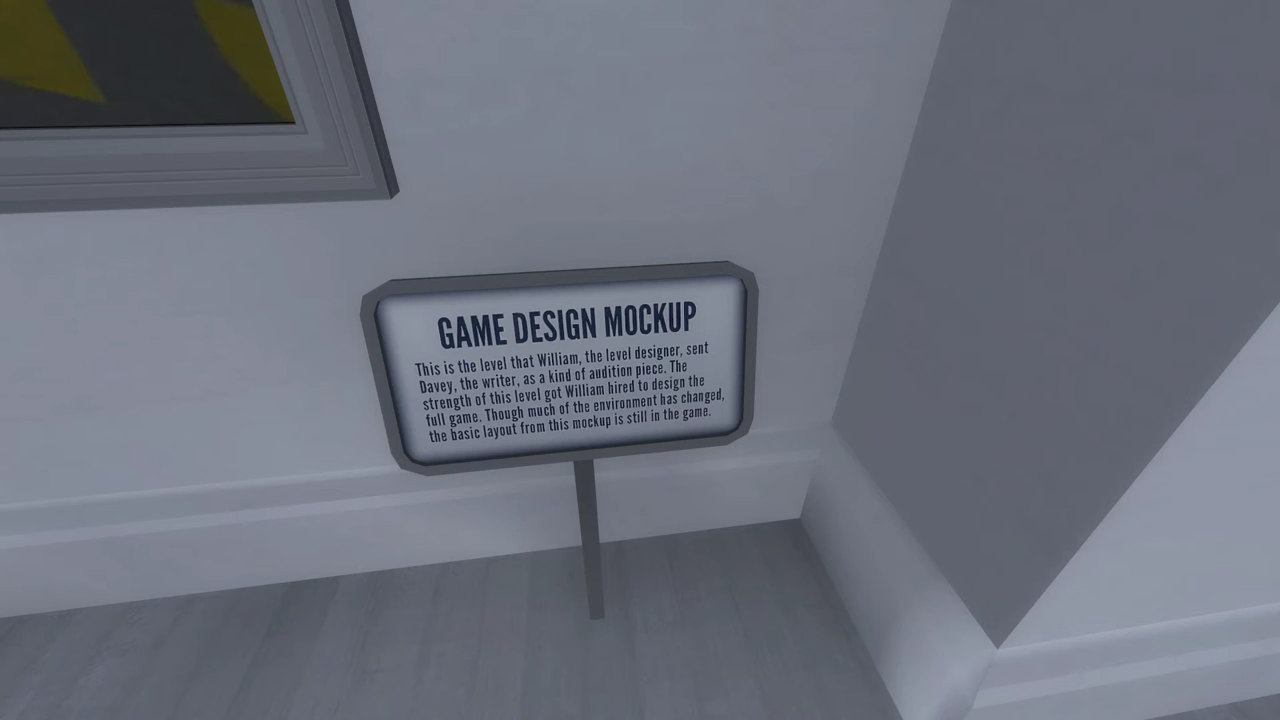 GAME DESIGN MOCKUP
This is the level that William, the level designer, sent
Davey, the writer, as a kind of audition piece. The
strength of this level got William hired to design the
full game. Though much of the environment has changed,
the basic layout from this mockup is still in the game.